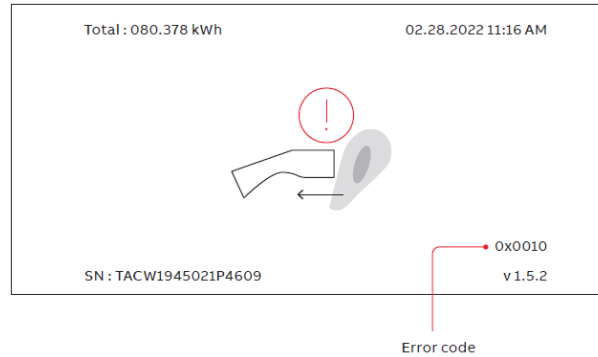 Total : 080.378 kWh 02.28.2022 11:16 AM
!
0x0010
SN : TACW1945021P4609 v 1.5.2
Error code